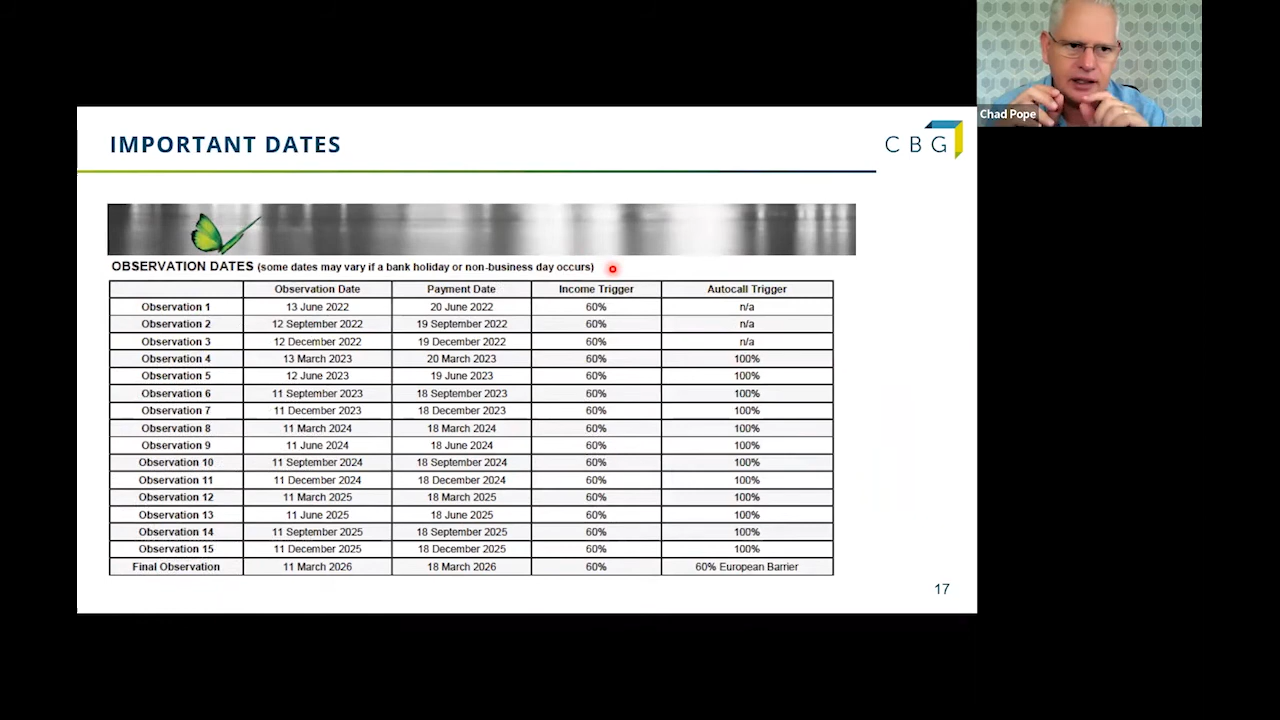 Chad Pope
IMPORTANT DATES
CBG
OBSERVATION DATES (some dates may vary if a bank holiday or non-business day occurs)
Observation Date Payment Date Income Trigger Autocall Trigger
Observation 1 13 June 2022 20 June 2022 60% n/a
Observation 2 12 September 2022 19 September 2022 60% n/a
Observation 3 12 December 2022 19 December 2022 60% n/a
Observation 4 13 March 2023 20 March 2023 60% 100%
Observation 5 12 June 2023 19 June 2023 60% 100%
Observation 6 11 September 2023 18 September 2023 60% 100%
Observation 7 11 December 2023 18 December 2023 60% 100%
Observation 8 11 March 2024 18 March 2024 60% 100%
Observation 9 11 June 2024 18 June 2024 60% 100%
Observation 10 11 September 2024 18 September 2024 60% 100%
Observation 11 11 December 2024 18 December 2024 60% 100%
Observation 12 11 March 2025 18 March 2025 60% 100%
Observation 13 11 June 2025 18 June 2025 60% 100%
Observation 14 11 September 2025 18 September 2025 60% 100%
Observation 15 11 December 2025 18 December 2025 60% 100%
Final Observation 11 March 2026 18 March 2026 60% 60% European Barrier
17